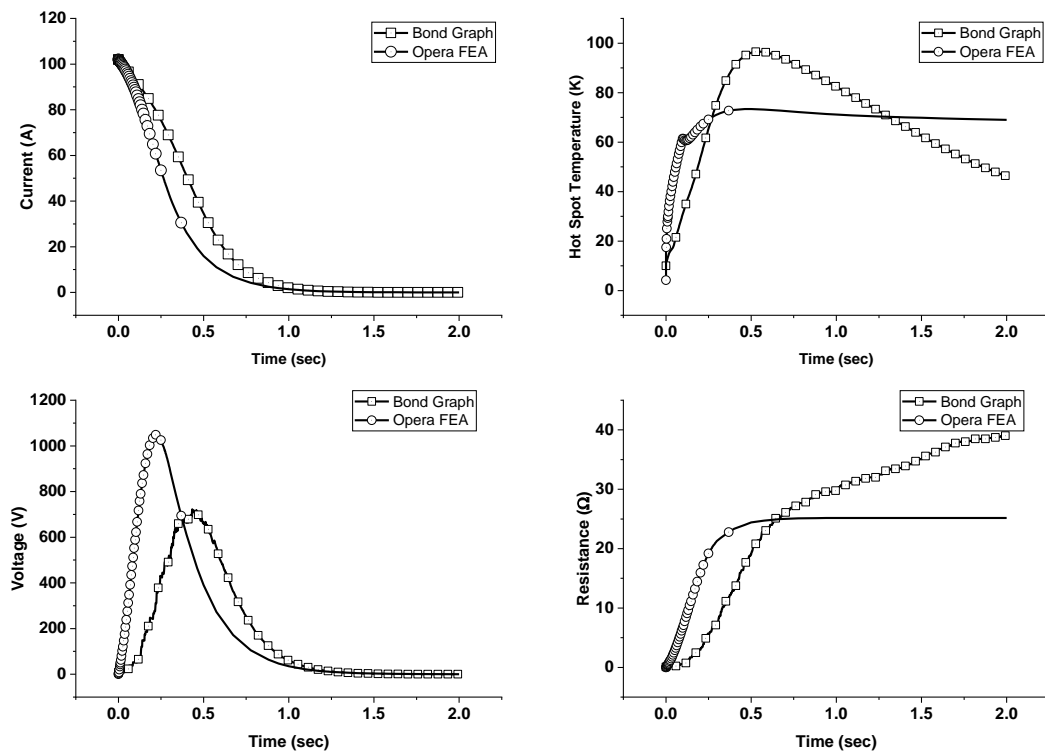 120
100
80
60
40
20
0
Current (A)
0.0 0.5 1.0 1.5 2.0
Time (sec)
Bond Graph
Opera FEA
100
80
60
40
20
0
Hot Spot Temperature (K)
0.0 0.5 1.0 1.5 2.0
Time (sec)
Bond Graph
Opera FEA
1200
1000
800
600
400
200
0
Voltage (V)
0.0 0.5 1.0 1.5 2.0
Time (sec)
Bond Graph
Opera FEA
40
30
20
10
0
Resistance (Ω)
0.0 0.5 1.0 1.5 2.0
Time (sec)
Bond Graph
Opera FEA